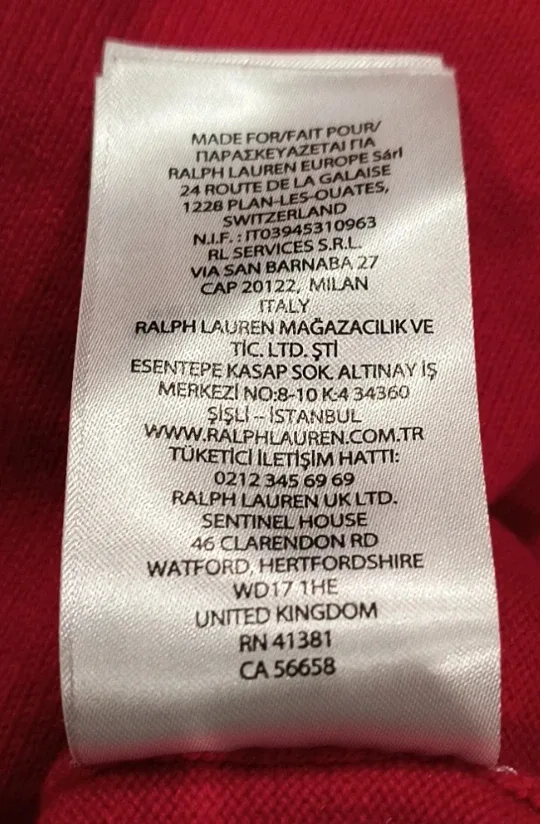 MADE FOR/FAIT POUR/
ΠΑΡΑΣΚΕΥΑΖΕΤΑΙ ΓΙΑ
RALPH LAUREN EUROPE Sárl
24 ROUTE DE LA GALAISE
1228 PLAN-LES-OUATES,
SWITZERLAND
N.I.F. : IT03945310963
RL SERVICES S.R.L.
VIA SAN BARNABA 27
CAP 20122, MILAN
ITALY
RALPH LAUREN MAĞAZACILIK VE
TİC. LTD. ŞTİ
ESENTEPE KASAP SOK. ALTINAY İŞ
MERKEZİ NO:8-10 K:4 34360
ŞİŞLİ – İSTANBUL
WWW.RALPHLAUREN.COM.TR
TÜKETİCİ İLETİŞİM HATTI:
0212 345 69 69
RALPH LAUREN UK LTD.
SENTINEL HOUSE
46 CLARENDON RD
WATFORD, HERTFORDSHIRE
WD17 1HE
UNITED KINGDOM
RN 41381
CA 56658